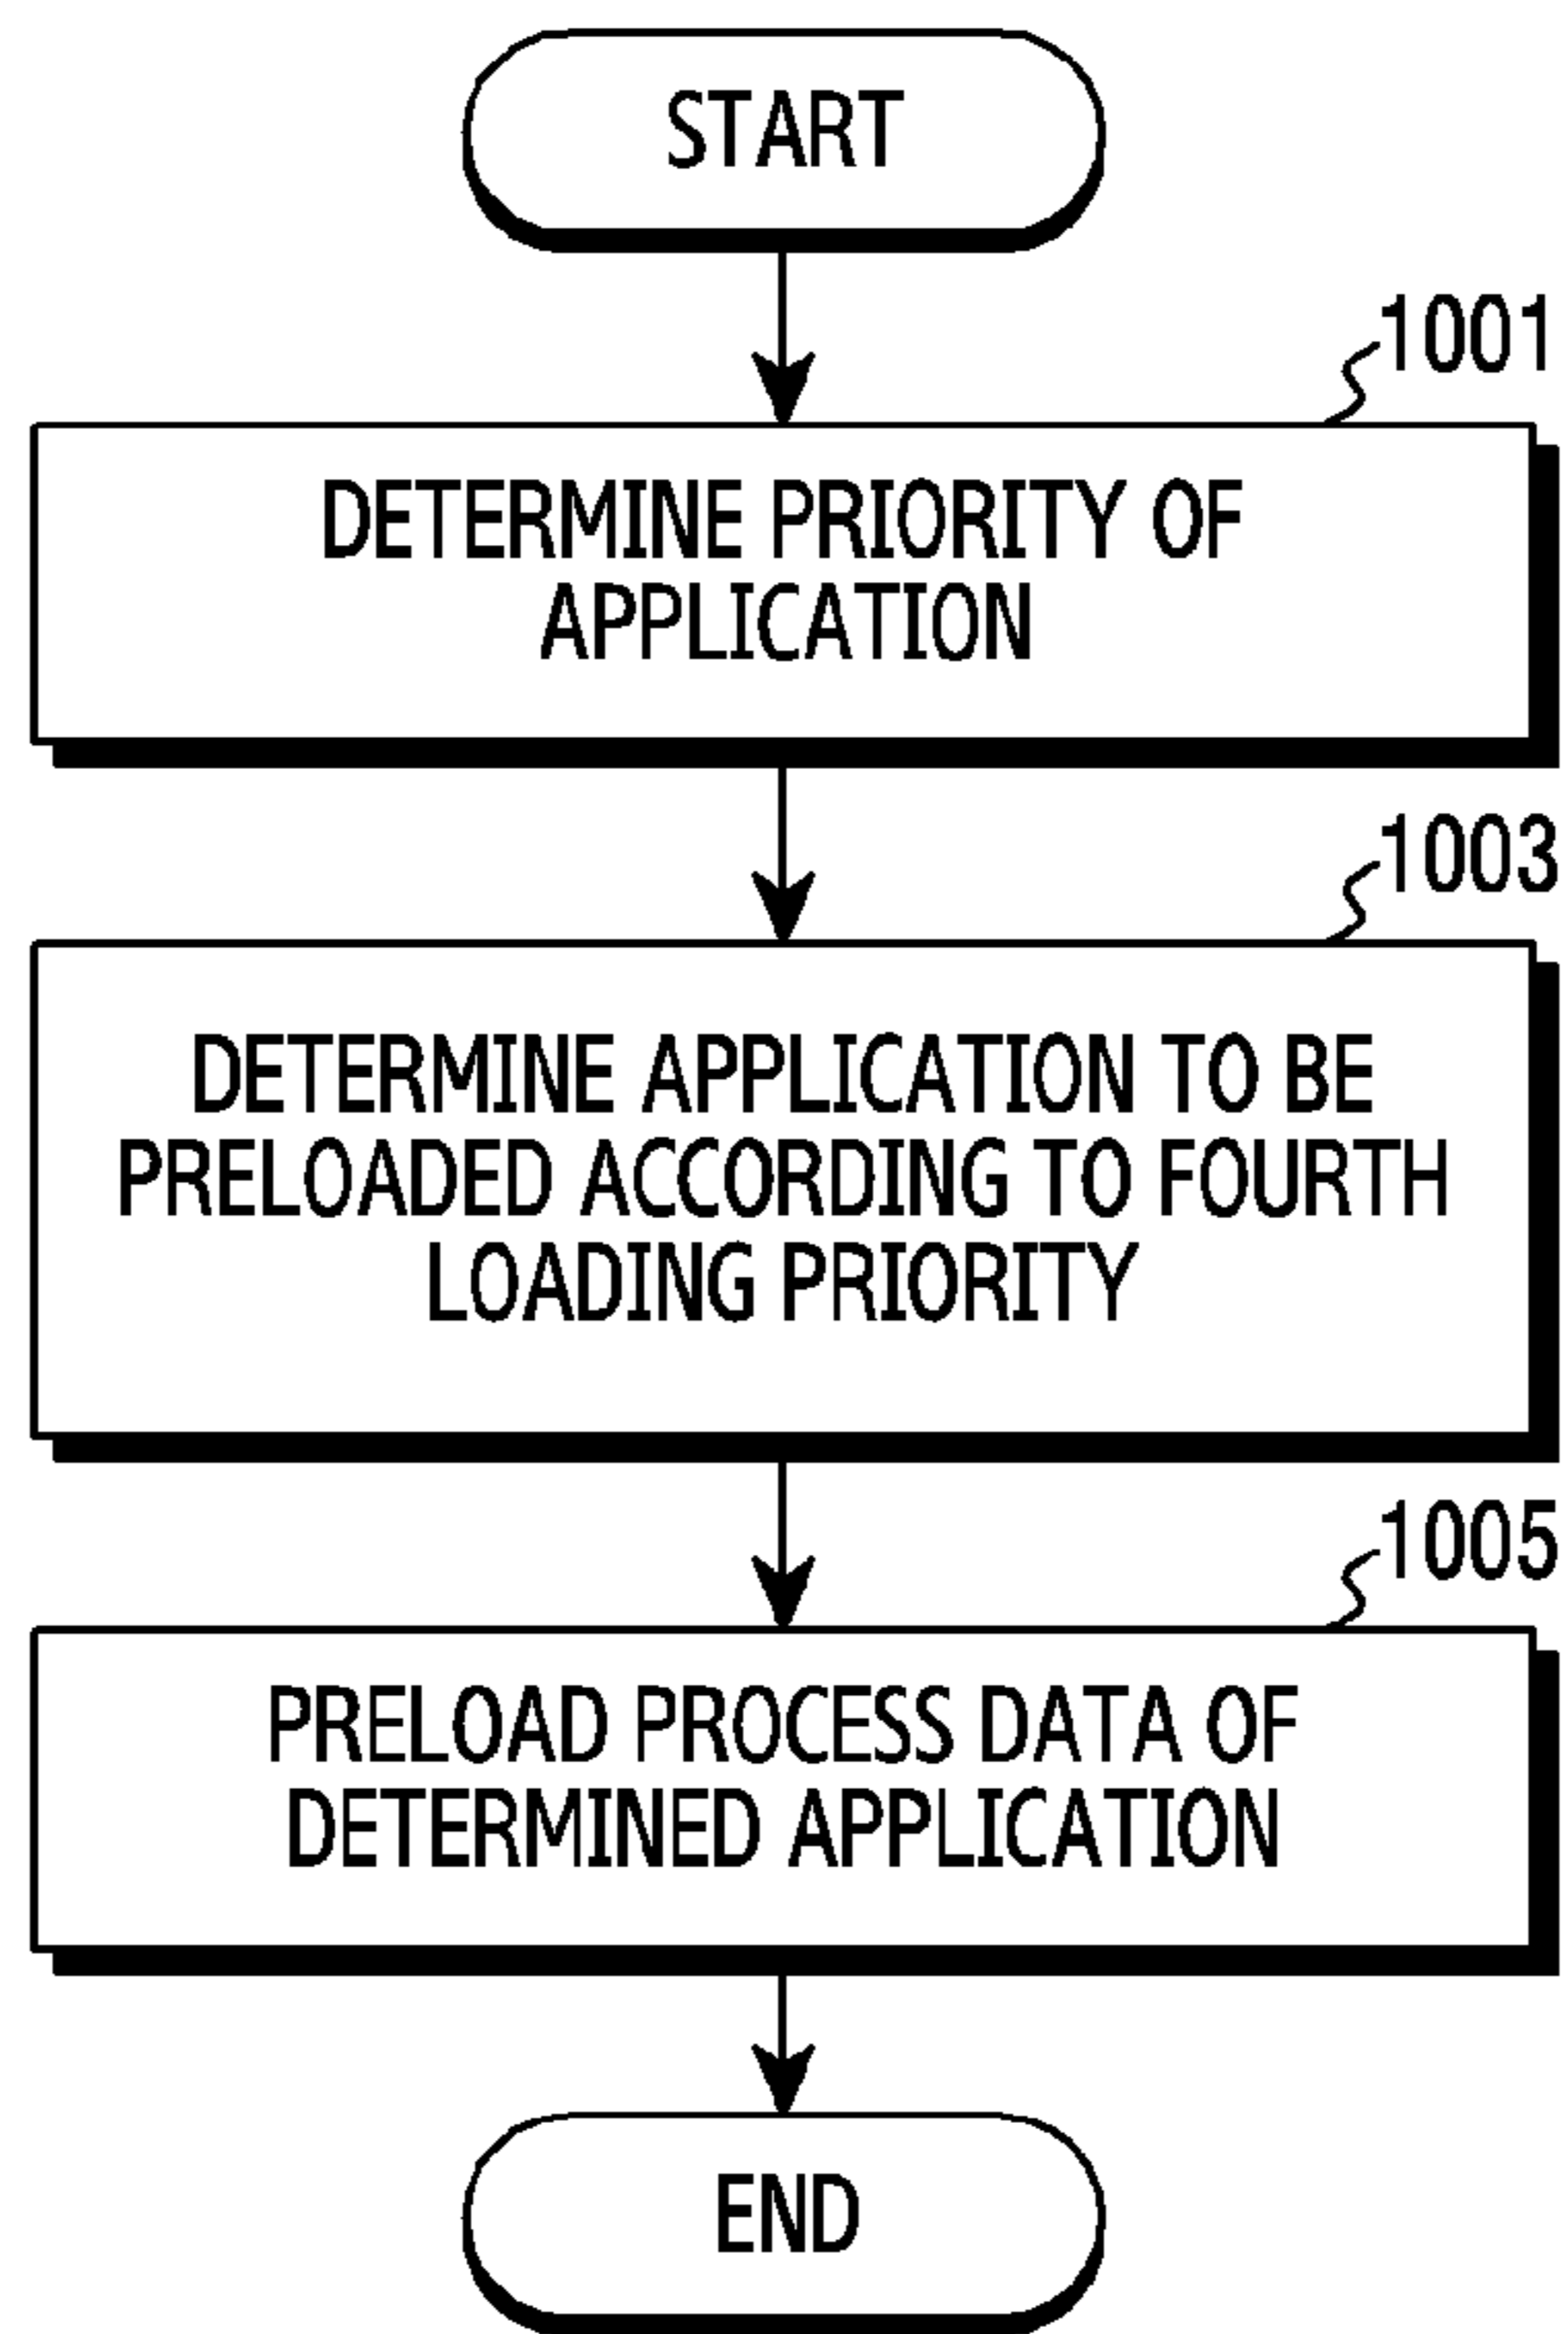 START
1001
DETERMINE PRIORITY OF
APPLICATION
1003
DETERMINE APPLICATION TO BE
PRELOADED ACCORDING TO FOURTH
LOADING PRIORITY
1005
PRELOAD PROCESS DATA OF
DETERMINED APPLICATION
END